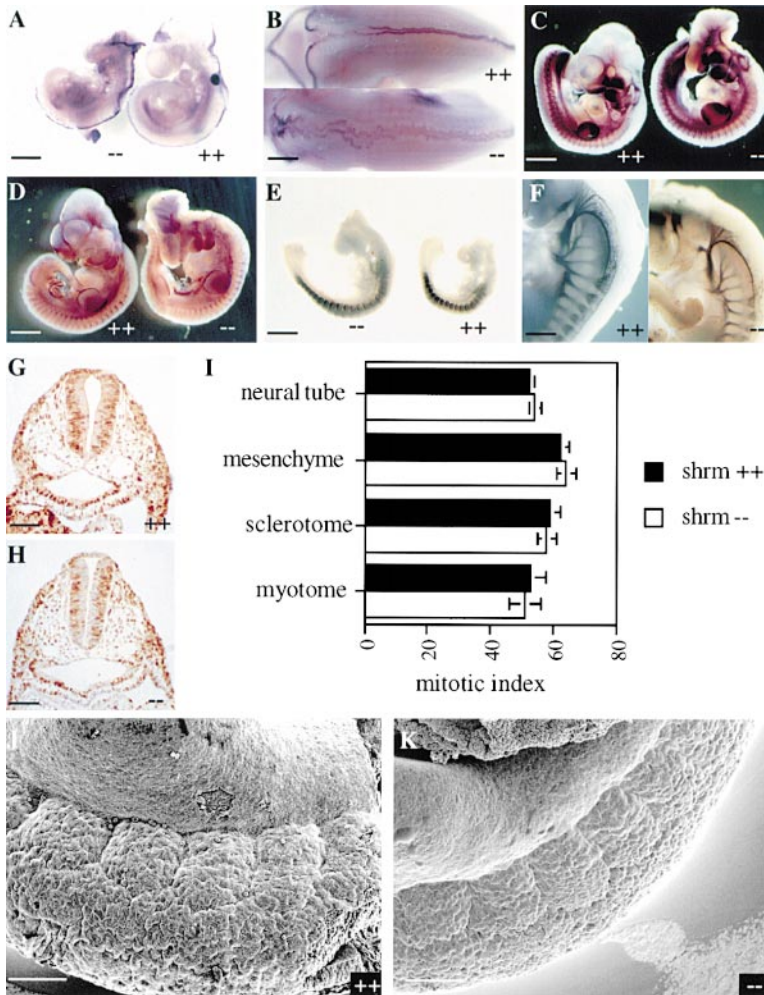 A
--
++
B
++
--
C
++
--
D
++
--
E
--
++
F
++
--
G
++
H
--
I
neural tube
mesenchyme
sclerotome
myotome
0
20
40
60
80
mitotic index
shrm ++
shrm --
++
K
--